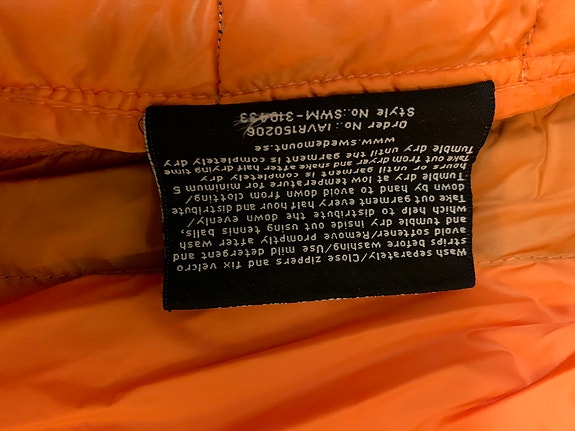 Wash separately/Close zippers and fix velcro
strips before washing/Use mild detergent and
avoid softener/Remove promptly after wash
and tumble dry inside out using tennis balls,
which help to distribute the down evenly/
Take out garment every half hour and distribute
down by hand to avoid down from clotting/
Tumble dry at low temperature for minimum 5
hours or until garment is completely dry
Take out from dryer and shake after half drying time
Tumble dry until the garment is completely dry
www.swedemount.se
Order No.: IA/R150206
Style No.:SWM-310433